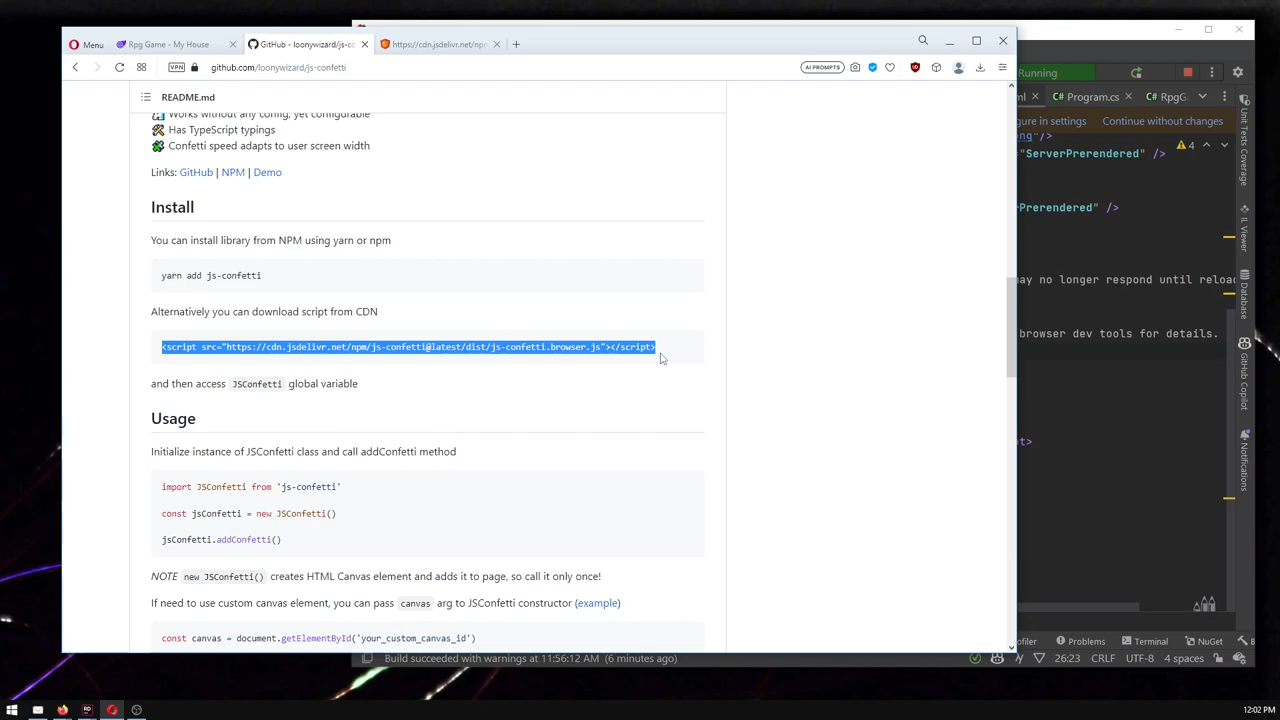 Menu
Rpg Game - My House
GitHub - loonywizard/js-co
https://cdn.jsdelivr.net/npm
VPN
github.com/loonywizard/js-confetti
AI PROMPTS
README.md
Works without any config, yet configurable
Has TypeScript typings
Confetti speed adapts to user screen width
Links: GitHub | NPM | Demo
Install
You can install library from NPM using yarn or npm
yarn add js-confetti
Alternatively you can download script from CDN
<script src="https://cdn.jsdelivr.net/npm/js-confetti@latest/dist/js-confetti.browser.js"></script>
and then access JSConfetti global variable
Usage
Initialize instance of JSConfetti class and call addConfetti method
import JSConfetti from 'js-confetti'
const jsConfetti = new JSConfetti()
jsConfetti.addConfetti()
NOTE new JSConfetti() creates HTML Canvas element and adds it to page, so call it only once!
If need to use custom canvas element, you can pass canvas arg to JSConfetti constructor (example)
const canvas = document.getElementById('your_custom_canvas_id')
Running
ml
C# Program.cs
C# RpgG
gure in settings
Continue without changes
ong"/>
="ServerPrerendered" />
4
Prerendered" />
may no longer respond until reloa
browser dev tools for details.
t>
Unit Tests Coverage
IL Viewer
Database
GitHub Copilot
Notifications
ofiler
Problems
Terminal
NuGet
B
Build succeeded with warnings at 11:56:12 AM (6 minutes ago)
26:23
CRLF
UTF-8
4 spaces
12:02 PM